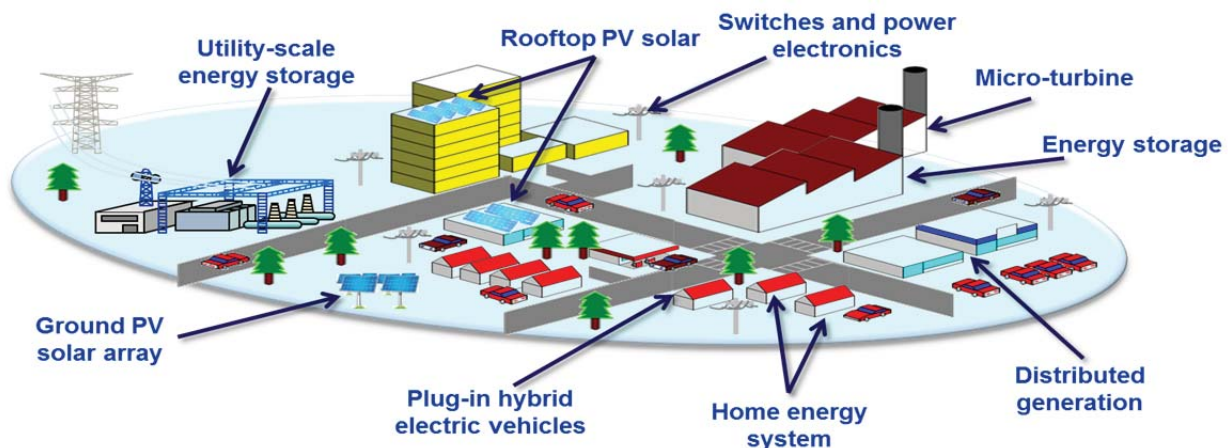 Utility-scale
energy storage
Rooftop PV solar
Switches and power
electronics
Micro-turbine
Energy storage
Ground PV
solar array
Plug-in hybrid
electric vehicles
Home energy
system
Distributed
generation